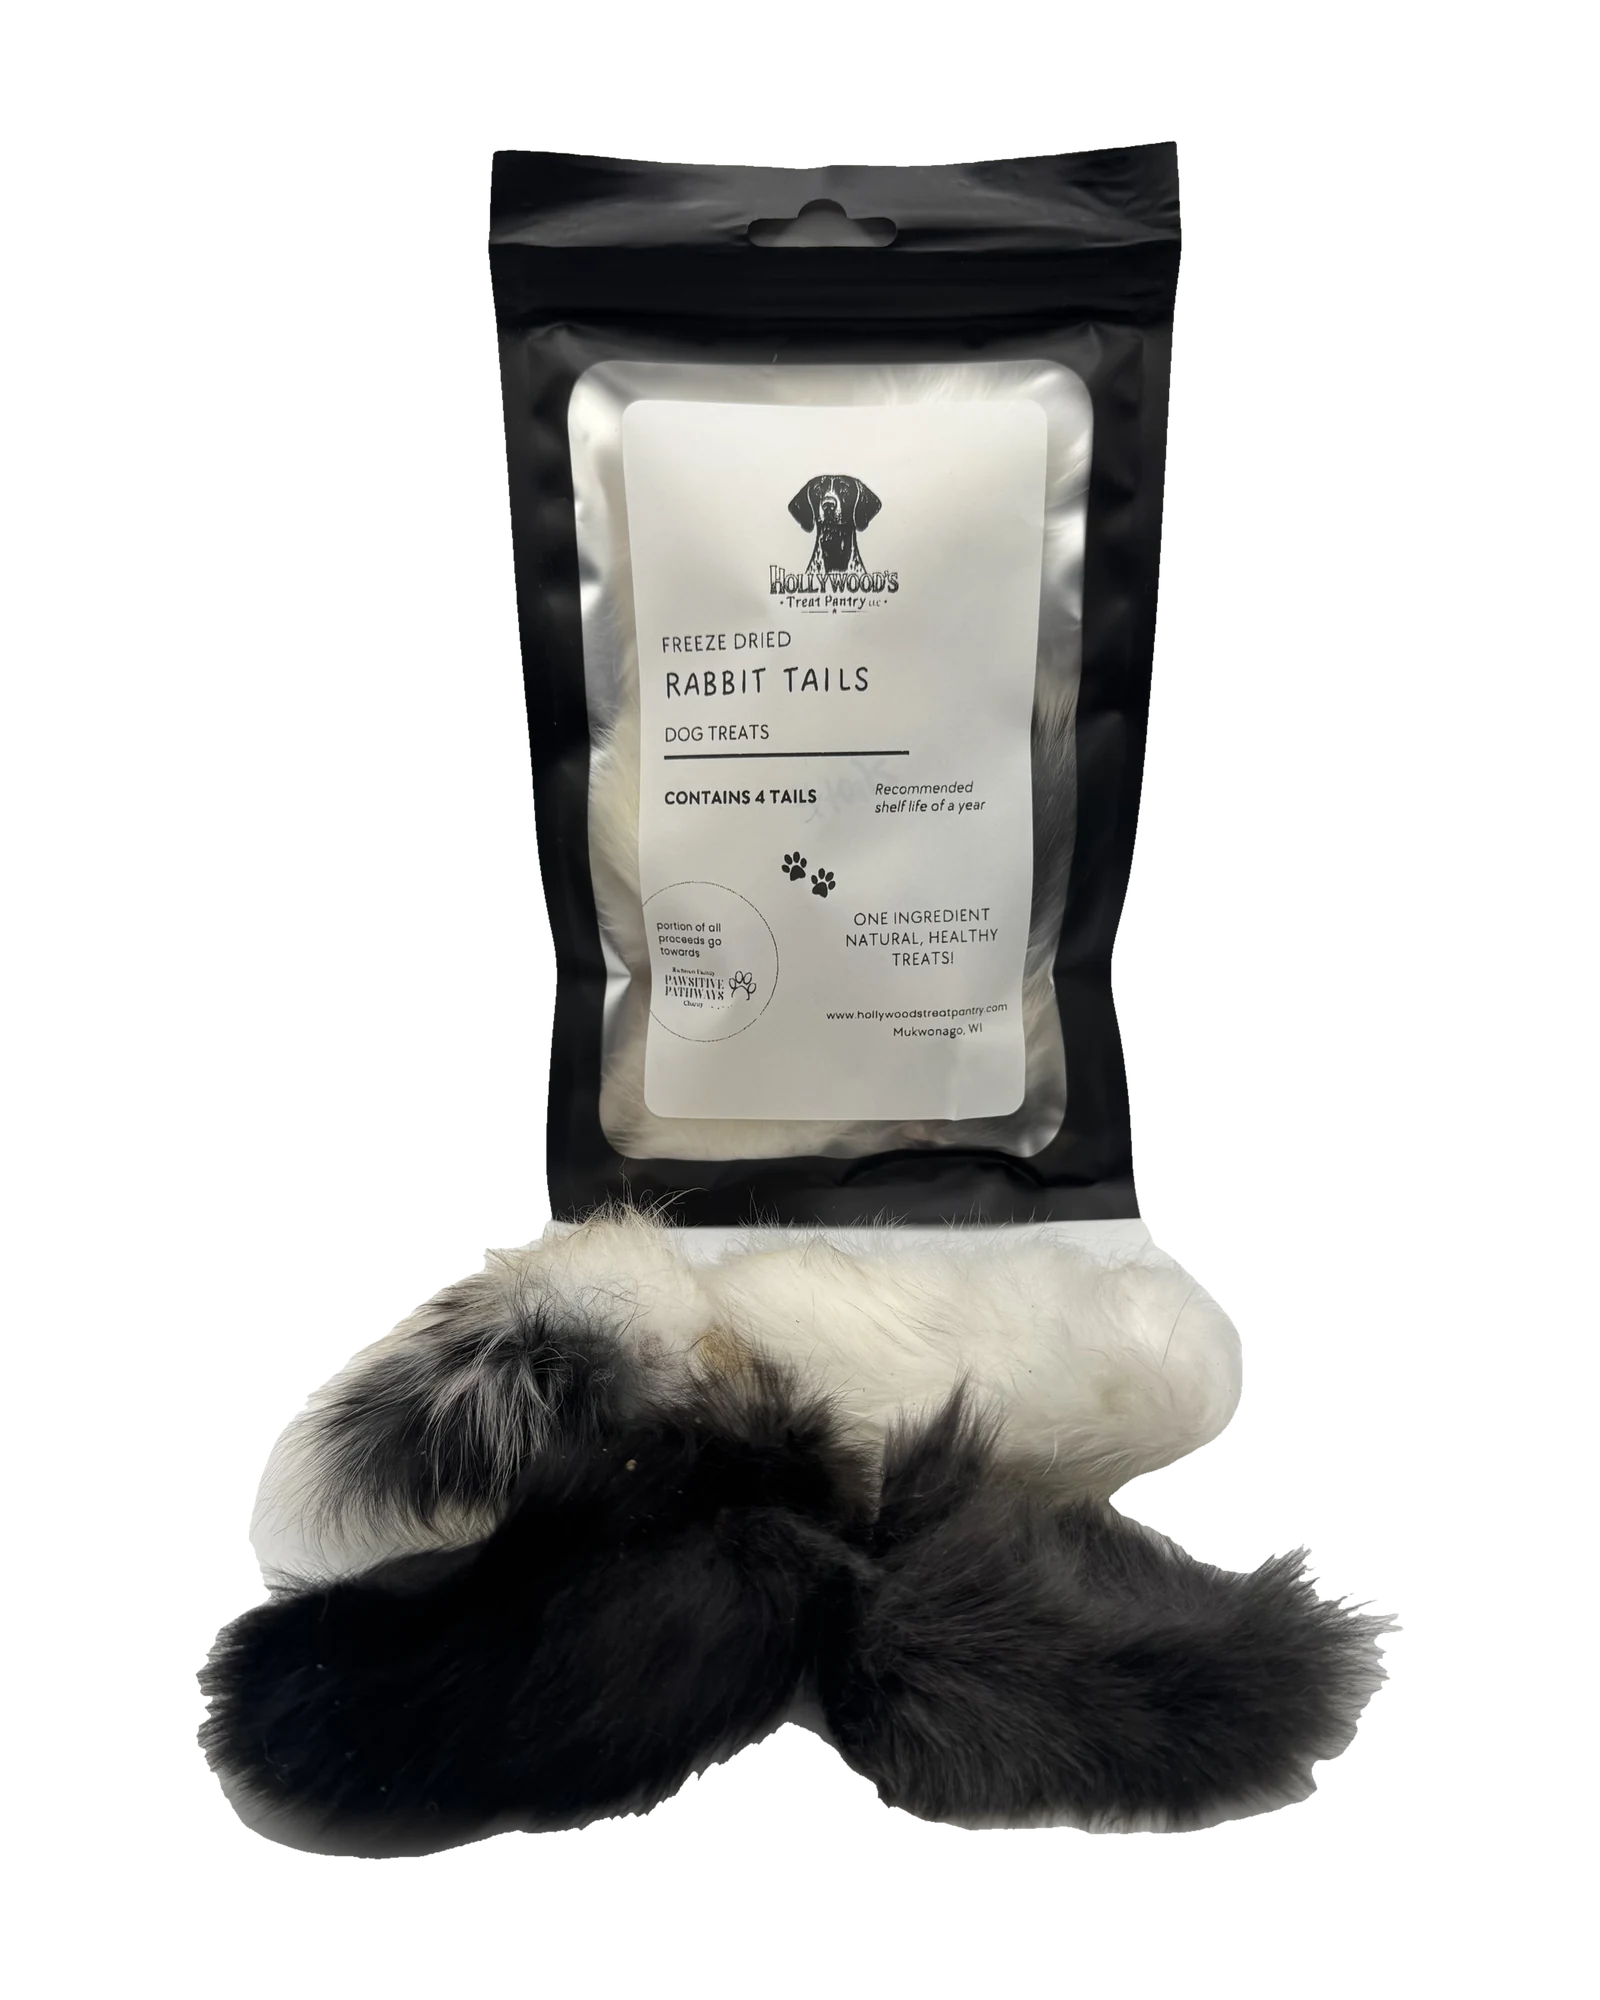 HOLLYWOOD'S
• Treat Pantry LLC •
FREEZE DRIED
RABBIT TAILS
DOG TREATS
CONTAINS 4 TAILS
Recommended
shelf life of a year
portion of all
proceeds go
towards
PAWSITIVE
PATHWAYS
Charity
ONE INGREDIENT
NATURAL, HEALTHY
TREATS!
www.hollywoodstreatpantry.com
Mukwonago, WI